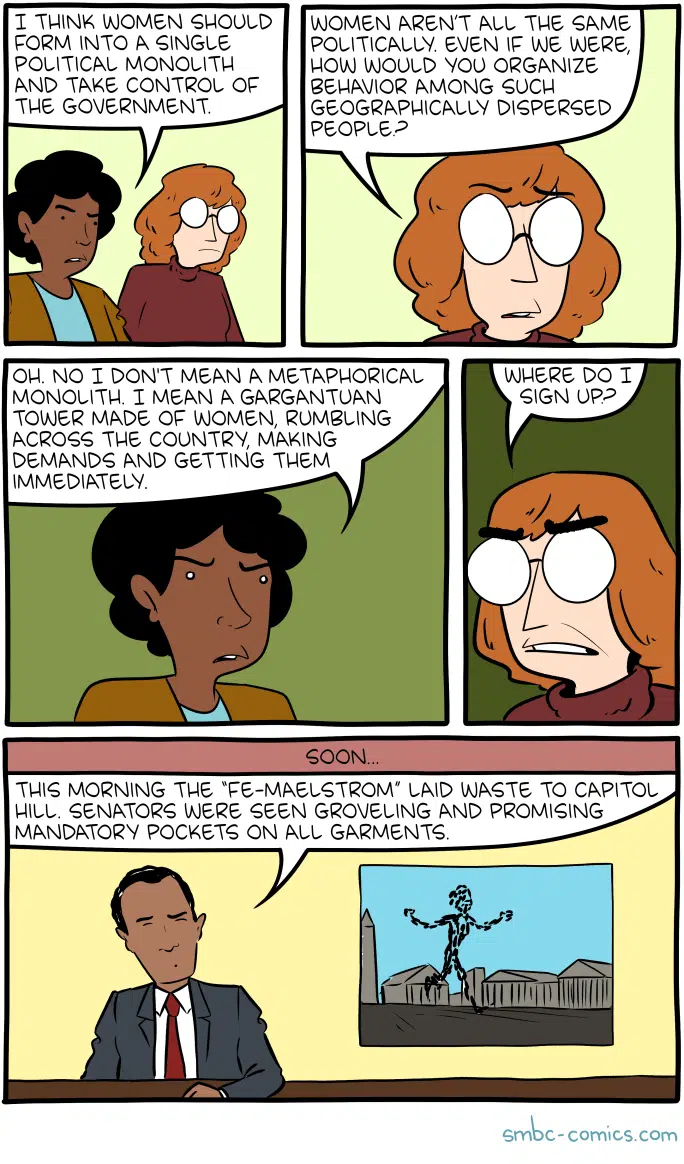 I THINK WOMEN SHOULD
FORM INTO A SINGLE
POLITICAL MONOLITH
AND TAKE CONTROL OF
THE GOVERNMENT.
WOMEN AREN'T ALL THE SAME
POLITICALLY. EVEN IF WE WERE,
HOW WOULD YOU ORGANIZE
BEHAVIOR AMONG SUCH
GEOGRAPHICALLY DISPERSED
PEOPLE?
OH. NO I DON'T MEAN A METAPHORICAL
MONOLITH. I MEAN A GARGANTUAN
TOWER MADE OF WOMEN, RUMBLING
ACROSS THE COUNTRY, MAKING
DEMANDS AND GETTING THEM
IMMEDIATELY.
WHERE DO I
SIGN UP?
SOON...
THIS MORNING THE "FE-MAELSTROM" LAID WASTE TO CAPITOL
HILL. SENATORS WERE SEEN GROVELING AND PROMISING
MANDATORY POCKETS ON ALL GARMENTS.
smbc-comics.com